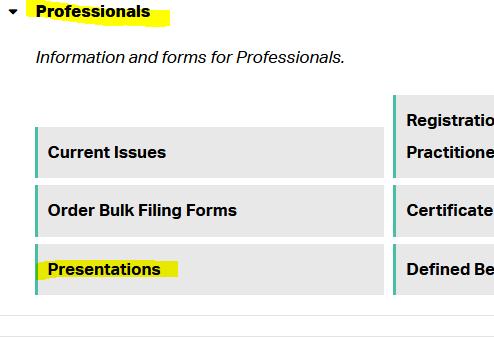 Professionals
Information and forms for Professionals.
Current Issues
Order Bulk Filing Forms
Presentations